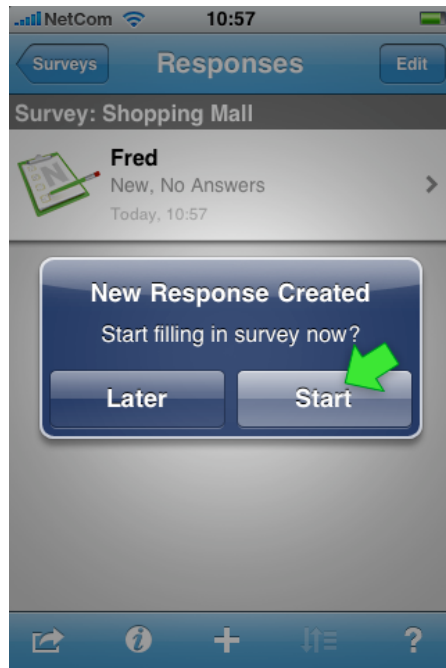 NetCom 10:57
Surveys Responses Edit
Survey: Shopping Mall
Fred
New, No Answers
Today, 10:57
New Response Created
Start filling in survey now?
Later Start